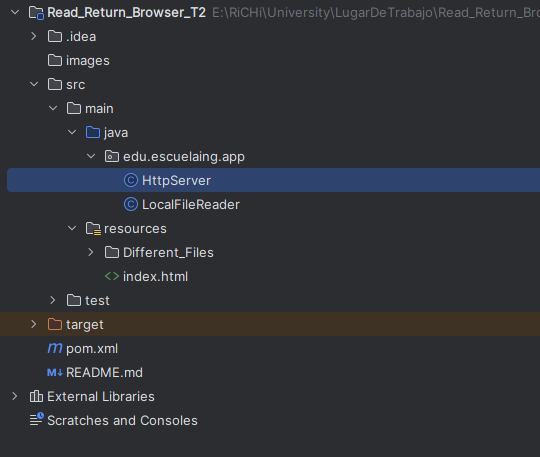 Read_Return_Browser_T2 E:\RiCHi\University\LugarDeTrabajo\Read_Return_Bro
.idea
images
src
main
java
edu.escuelaing.app
C HttpServer
C LocalFileReader
resources
Different_Files
<> index.html
test
target
m pom.xml
M↓ README.md
External Libraries
Scratches and Consoles